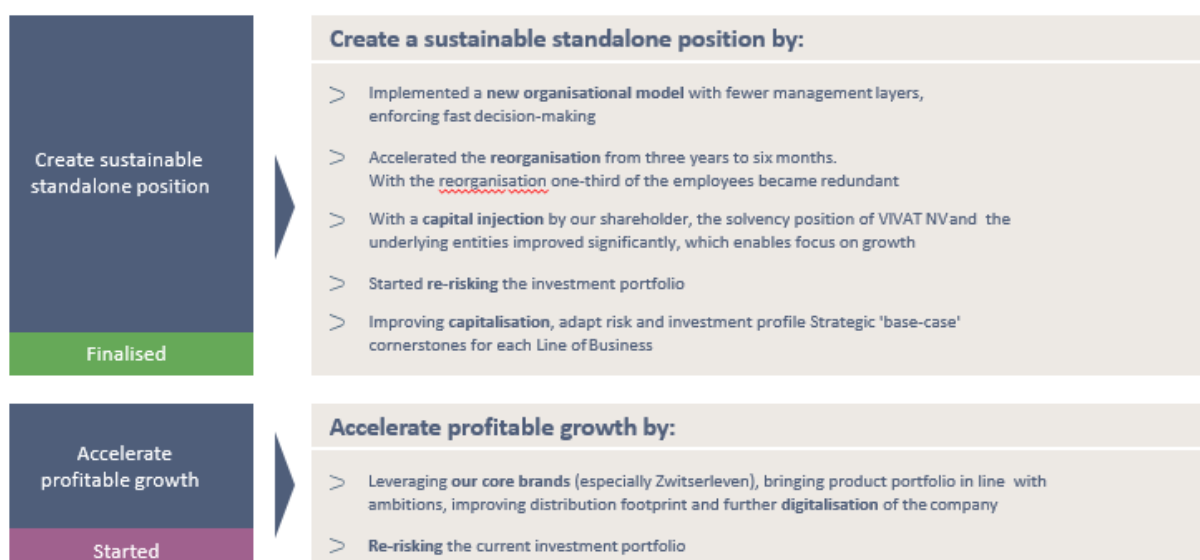 Create sustainable
standalone position
Finalised
Create a sustainable standalone position by:
Implemented a new organisational model with fewer management layers,
enforcing fast decision-making
Accelerated the reorganisation from three years to six months.
With the reorganisation one-third of the employees became redundant
With a capital injection by our shareholder, the solvency position of VIVAT NVand the
underlying entities improved significantly, which enables focus on growth
Started re-risking the investment portfolio
Improving capitalisation, adapt risk and investment profile Strategic 'base-case'
cornerstones for each Line of Business
Accelerate
profitable growth
Started
Accelerate profitable growth by:
Leveraging our core brands (especially Zwitserleven), bringing product portfolio in line with
ambitions, improving distribution footprint and further digitalisation of the company
Re-risking the current investment portfolio